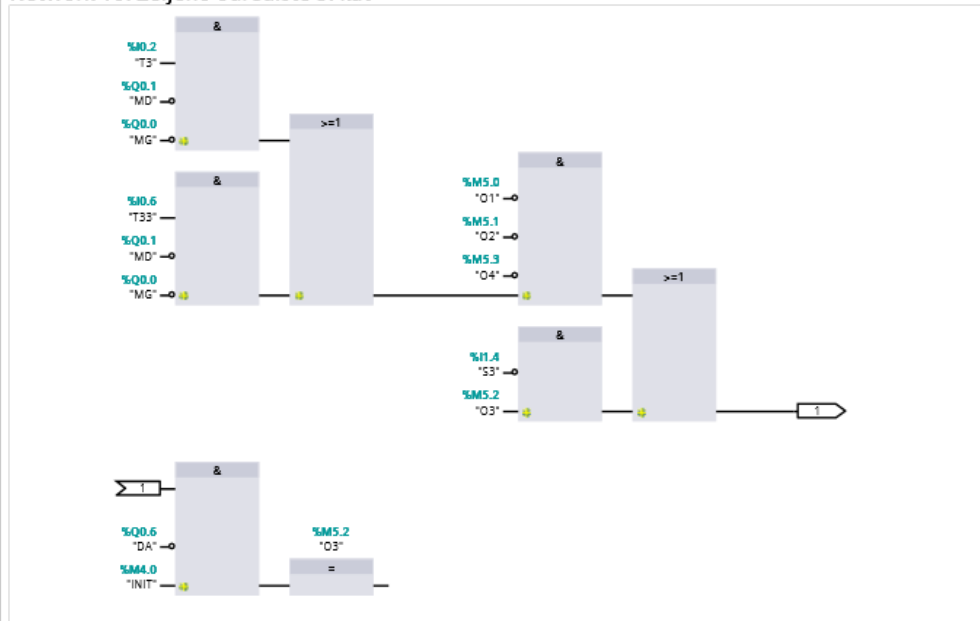 &
%I0.2
"T3"
%Q0.1
"MD"
%Q0.0
"MG"
>=1
&
%I0.6
"T33"
%Q0.1
"MD"
%Q0.0
"MG"
&
%M5.0
"O1"
%M5.1
"O2"
%M5.3
"O4"
>=1
&
%I1.4
"S3"
%M5.2
"O3"
1
&
1
%Q0.6
"DA"
%M4.0
"INIT"
%M5.2
"O3"
=